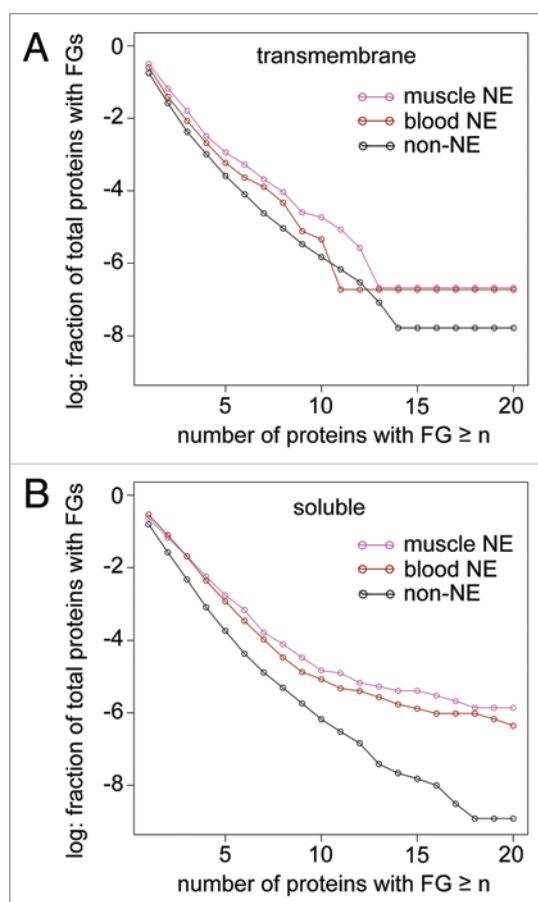 A
transmembrane
muscle NE
blood NE
non-NE
log: fraction of total proteins with FGs
0
-2
-4
-6
-8
5
10
15
20
number of proteins with FG ≥ n
B
soluble
muscle NE
blood NE
non-NE
log: fraction of total proteins with FGs
0
-2
-4
-6
-8
5
10
15
20
number of proteins with FG ≥ n